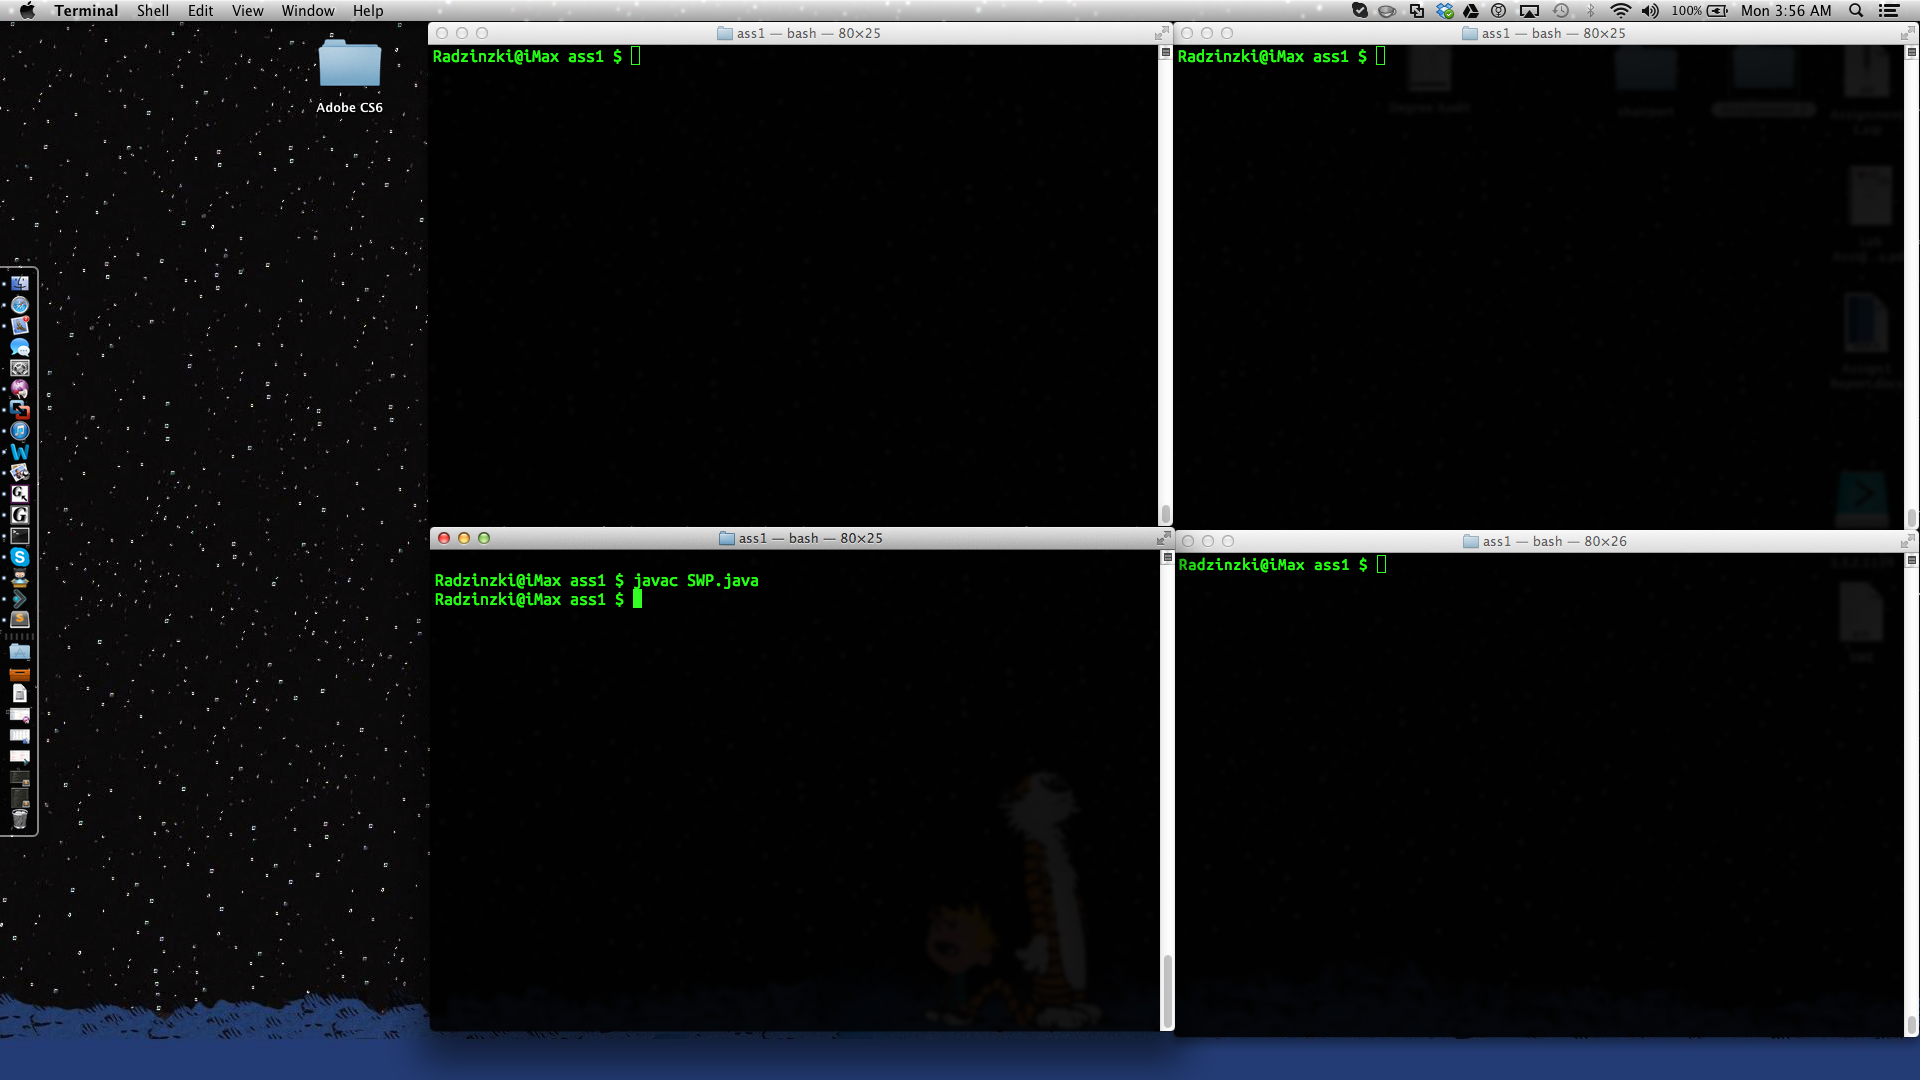 Terminal Shell Edit View Window Help
100% Mon 3:56 AM
Adobe CS6
ass1 — bash — 80×25
Radzinzki@iMax ass1 $
ass1 — bash — 80×25
Radzinzki@iMax ass1 $
ass1 — bash — 80×25
Radzinzki@iMax ass1 $ javac SWP.java
Radzinzki@iMax ass1 $
ass1 — bash — 80×26
Radzinzki@iMax ass1 $